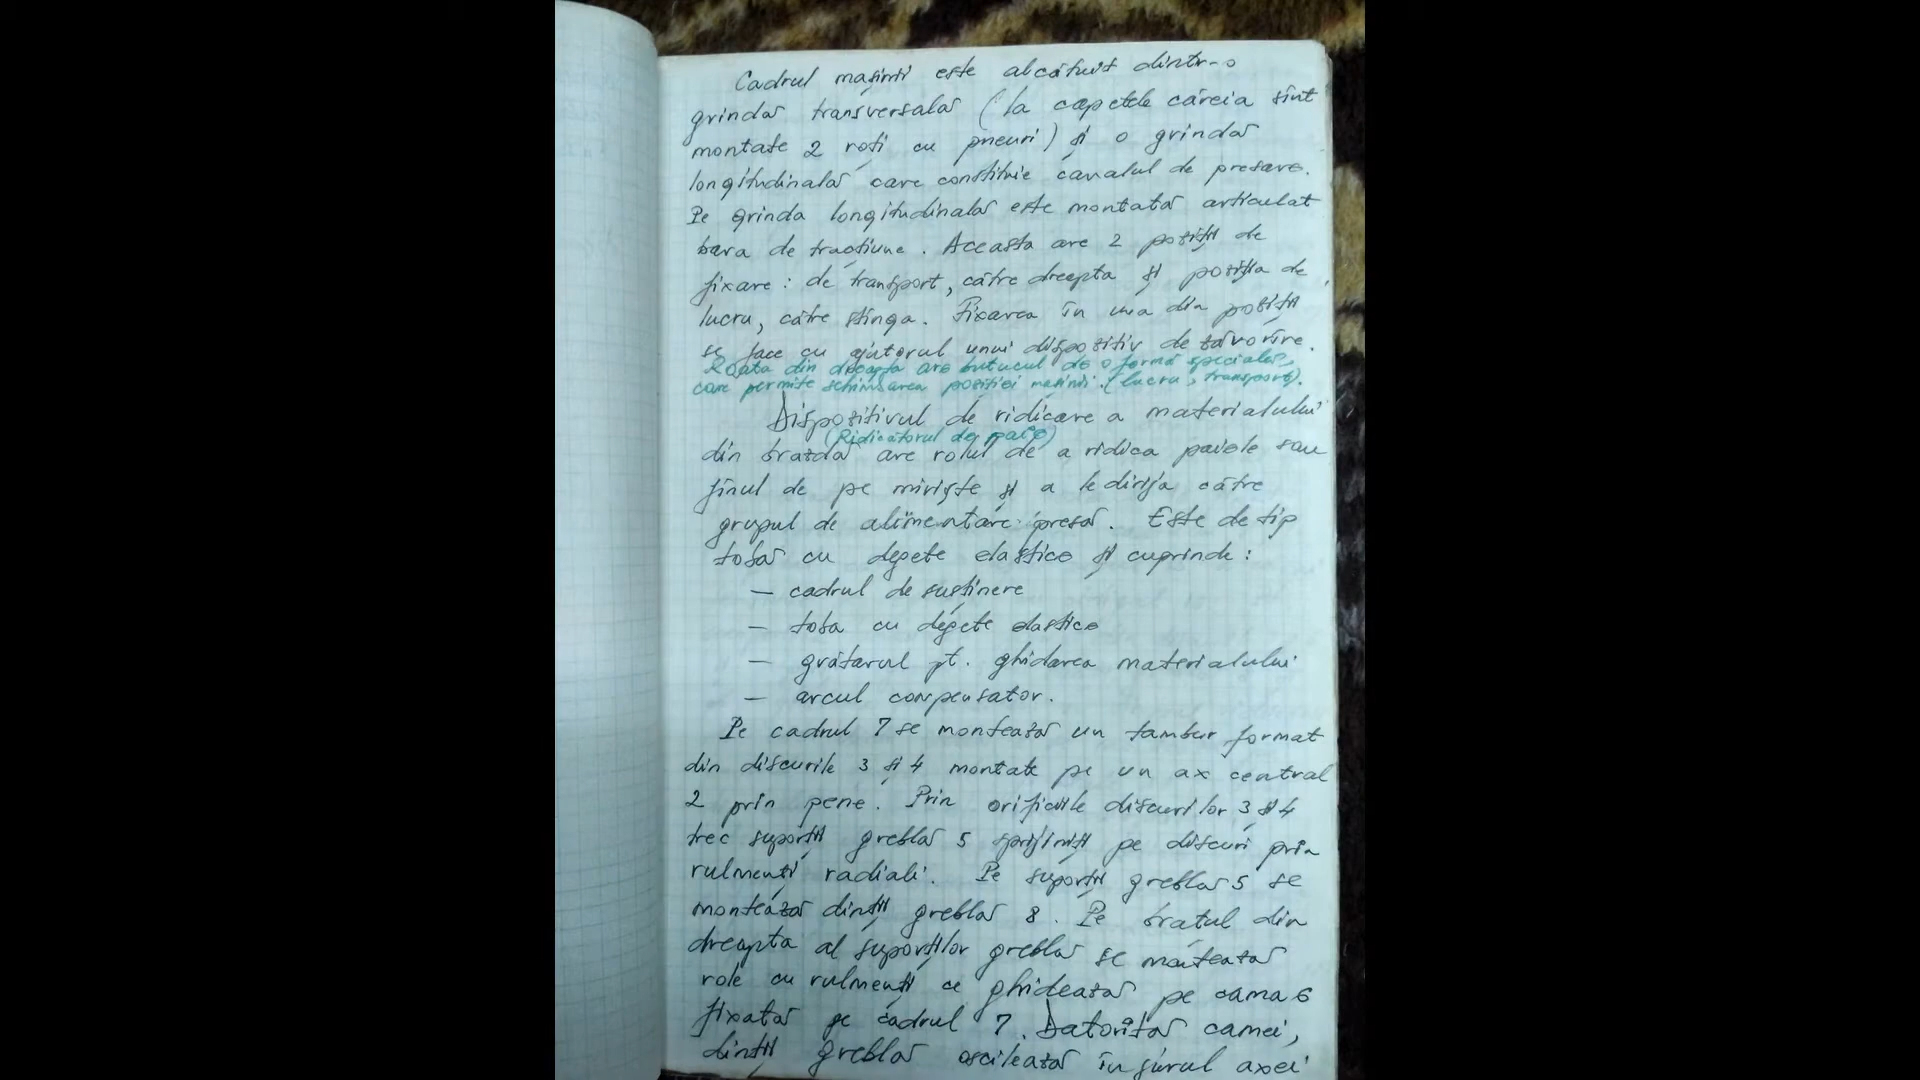 Cadrul mașinii este alcătuit dintr-o
grindă transversală (la capetele căreia sînt
montate 2 roți cu pneuri) și o grindă
longitudinală care constituie canalul de presare.
Pe grinda longitudinală este montată articulat
bara de tracțiune. Aceasta are 2 poziții de
fixare: de transport, către dreapta și poziția de
lucru, către stînga. Fixarea în una din poziții
se face cu ajutorul unui dispozitiv de zăvorîre.
Roata din dreapta are butucul de o formă specială,
care permite schimbarea poziției mașinii. (lucru, transport).
Dispozitivul de ridicare a materialului
(Ridicătorul de paie)
din brazdă are rolul de a ridica paiele sau
fînul de pe miriște și a le dirija către
grupul de alimentare presă. Este de tip
tobă cu degete elastice și cuprinde:
— cadrul de susținere
— toba cu degete elastice
— grătarul pt. ghidarea materialului
— arcul compensator.
Pe cadrul 7 se montează un tambur format
din discurile 3 și 4 montate pe un ax central
2 prin pene. Prin orificiile discurilor 3 și 4
trec suporții greblă 5 sprijiniți pe discuri prin
rulmenți radiali. Pe suporții greblă 5 se
montează dinții greblă 8. Pe brațul din
dreapta al suporților greblă se montează
role cu rulmenți ce ghidează pe cama 6
fixată pe cadrul 7. Datorită camei,
dinții greblă oscilează în jurul axei